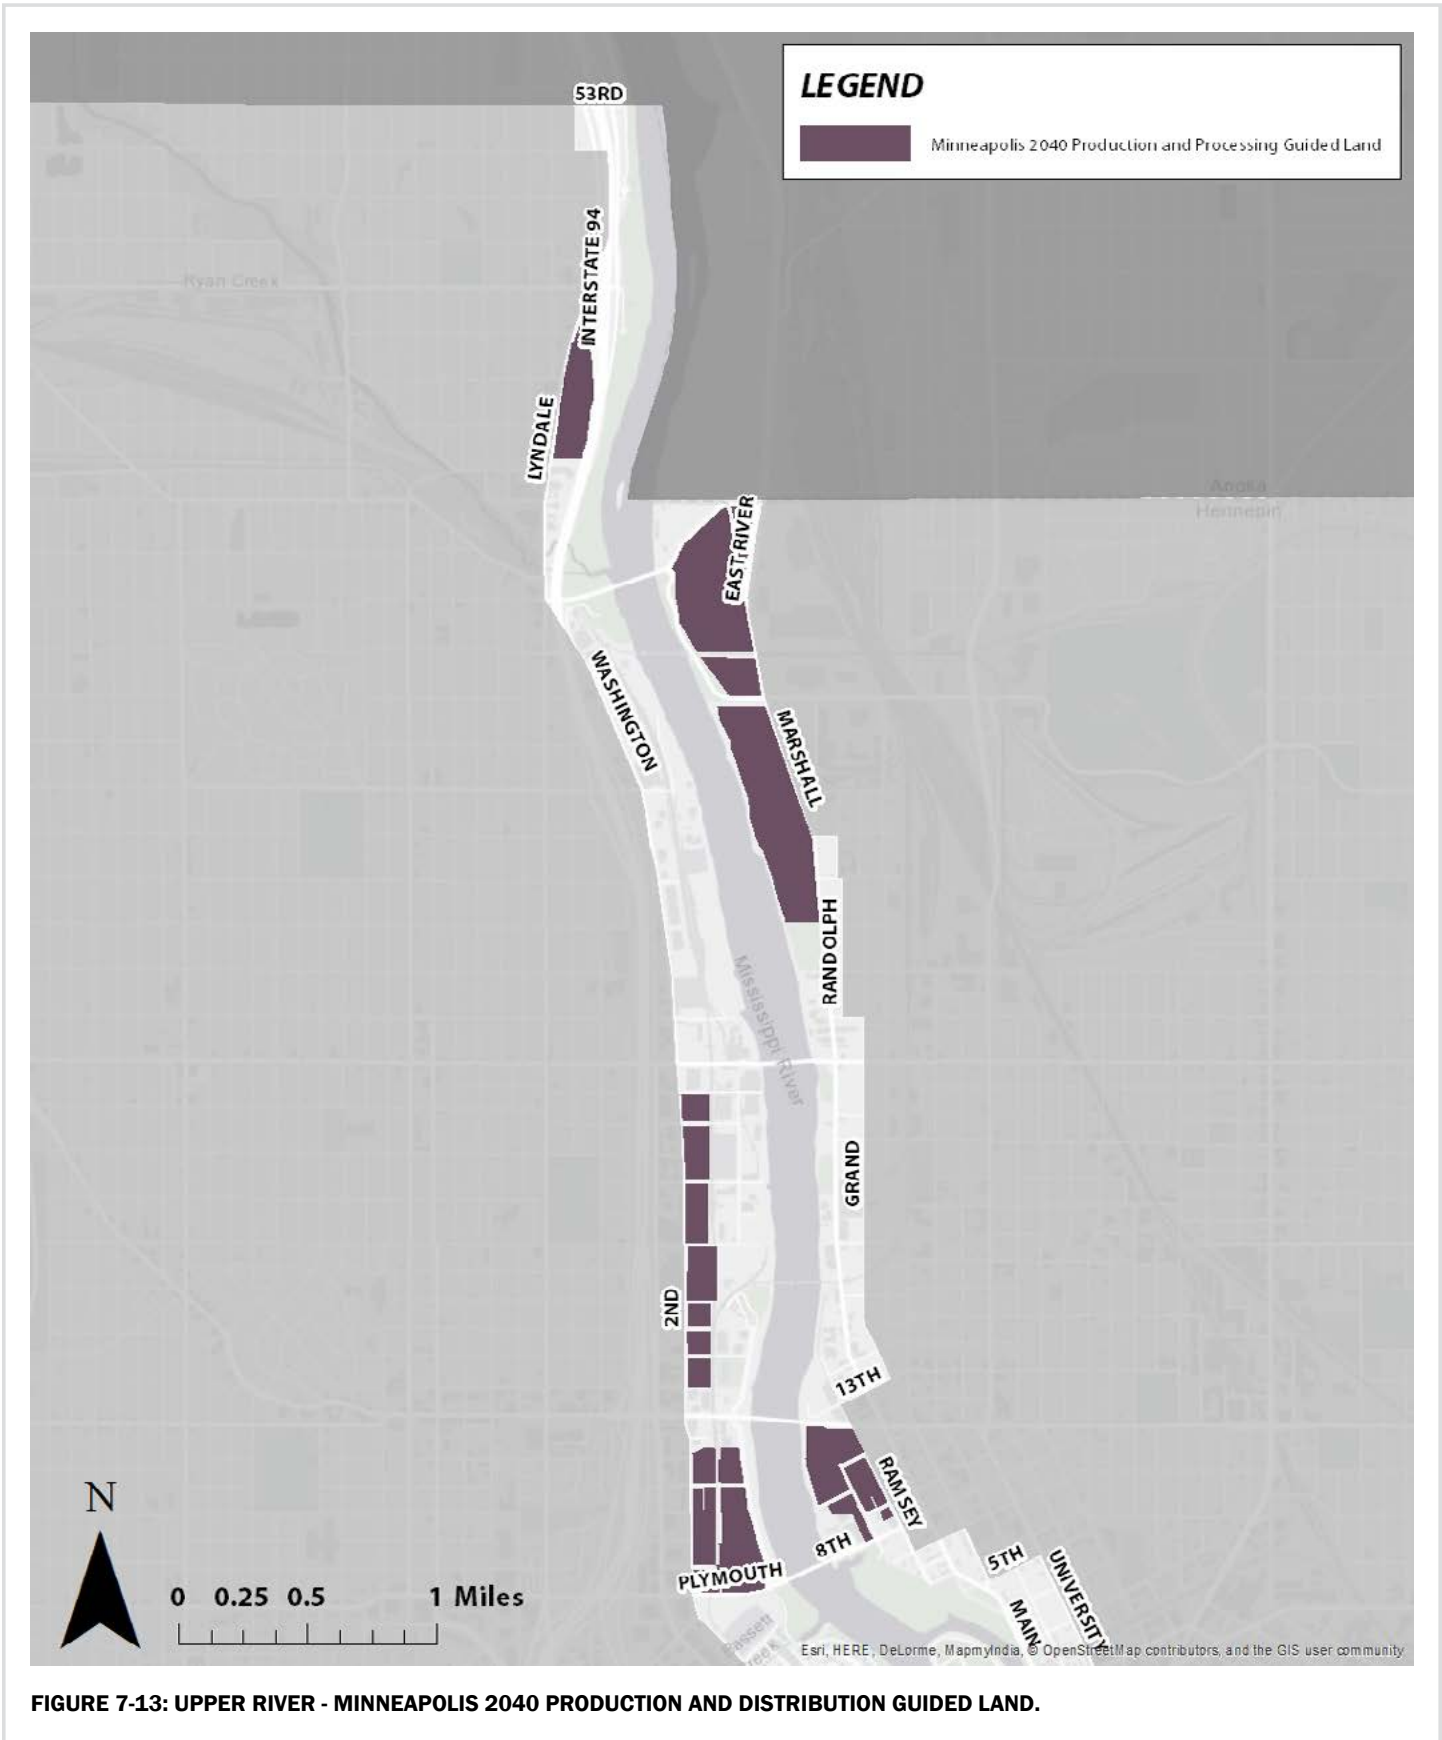 53RD
LEGEND
Minneapolis 2040 Production and Processing Guided Land
INTERSTATE 94
Ryan Creek
LYNDALE
Anoka
Hennepin
EAST RIVER
WASHINGTON
MARSHALL
RANDOLPH
Mississippi River
GRAND
2ND
13TH
RAMSEY
N
8TH
PLYMOUTH
5TH
UNIVERSITY
MAIN
0 0.25 0.5 1 Miles
Bassett
Creek
Esri, HERE, DeLorme, MapmyIndia, © OpenStreetMap contributors, and the GIS user community
FIGURE 7-13: UPPER RIVER - MINNEAPOLIS 2040 PRODUCTION AND DISTRIBUTION GUIDED LAND.